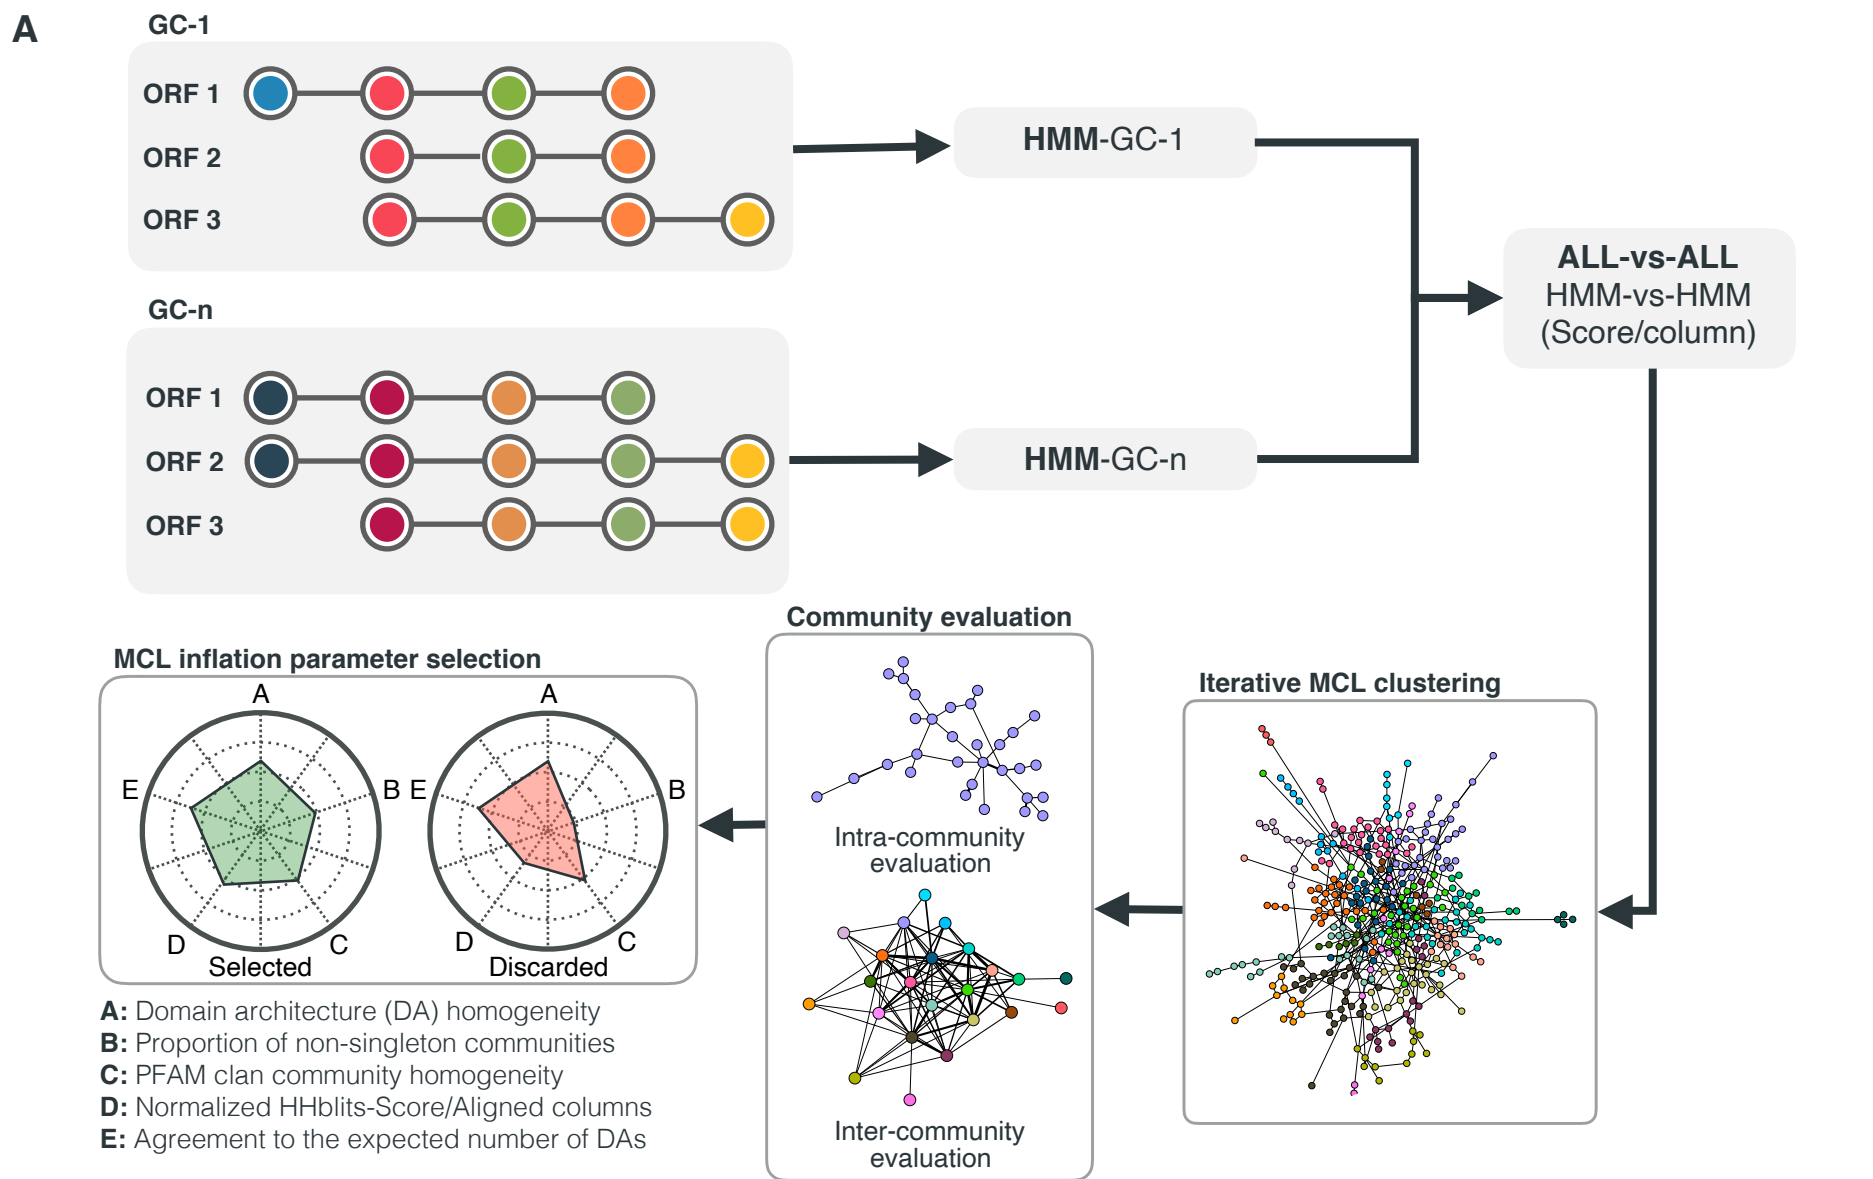 A
GC-1
ORF 1
ORF 2
ORF 3
HMM-GC-1
GC-n
ORF 1
ORF 2
ORF 3
HMM-GC-n
ALL-vs-ALL
HMM-vs-HMM
(Score/column)
Iterative MCL clustering
Community evaluation
Intra-community
evaluation
Inter-community
evaluation
MCL inflation parameter selection
A
B
C
D
E
Selected
A
B
C
D
E
Discarded
A: Domain architecture (DA) homogeneity
B: Proportion of non-singleton communities
C: PFAM clan community homogeneity
D: Normalized HHblits-Score/Aligned columns
E: Agreement to the expected number of DAs